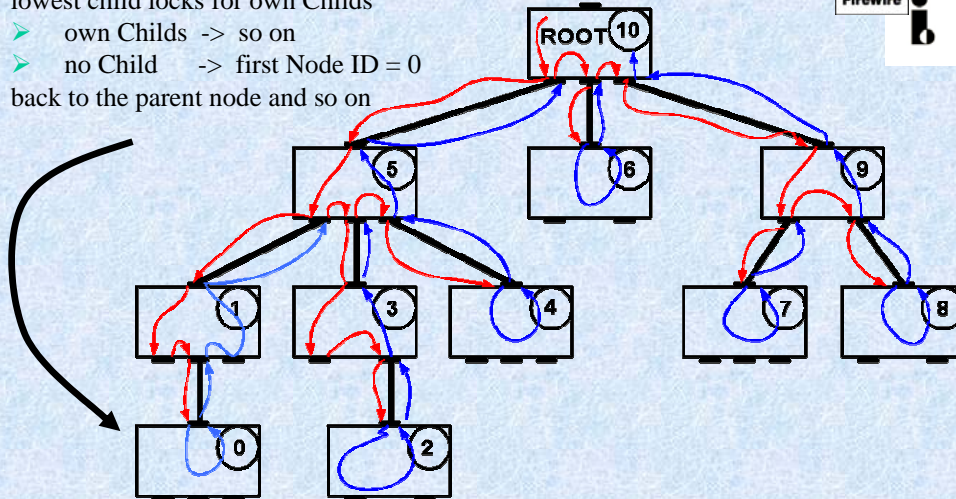 lowest child locks for own Childs
➢ own Childs -> so on
➢ no Child -> first Node ID = 0
back to the parent node and so on
Firewire
ROOT 10
5
6
9
1
3
4
7
8
0
2